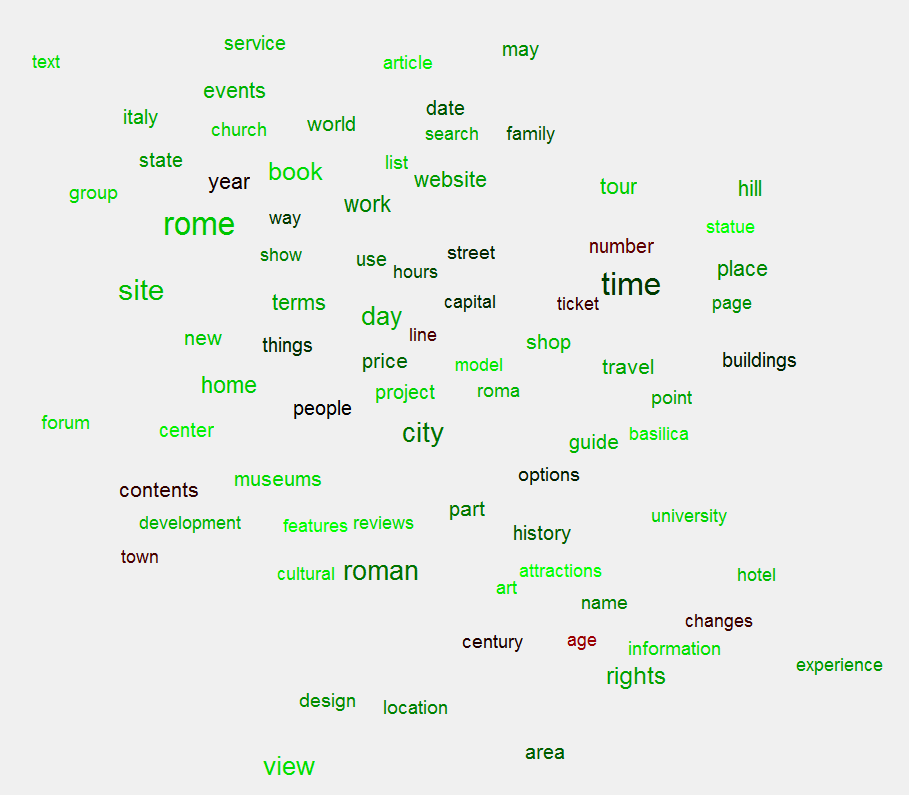 service
may
text
article
events
date
italy
world
church
search
family
state
list
book
website
year
tour
hill
group
work
way
rome
statue
number
street
show
use
place
hours
time
site
terms
capital
ticket
page
day
line
new
things
shop
price
buildings
model
travel
home
project
roma
point
people
forum
center
city
basilica
guide
options
museums
contents
part
university
development
features
reviews
history
town
attractions
cultural
roman
hotel
art
name
changes
century
age
information
experience
rights
design
location
area
view